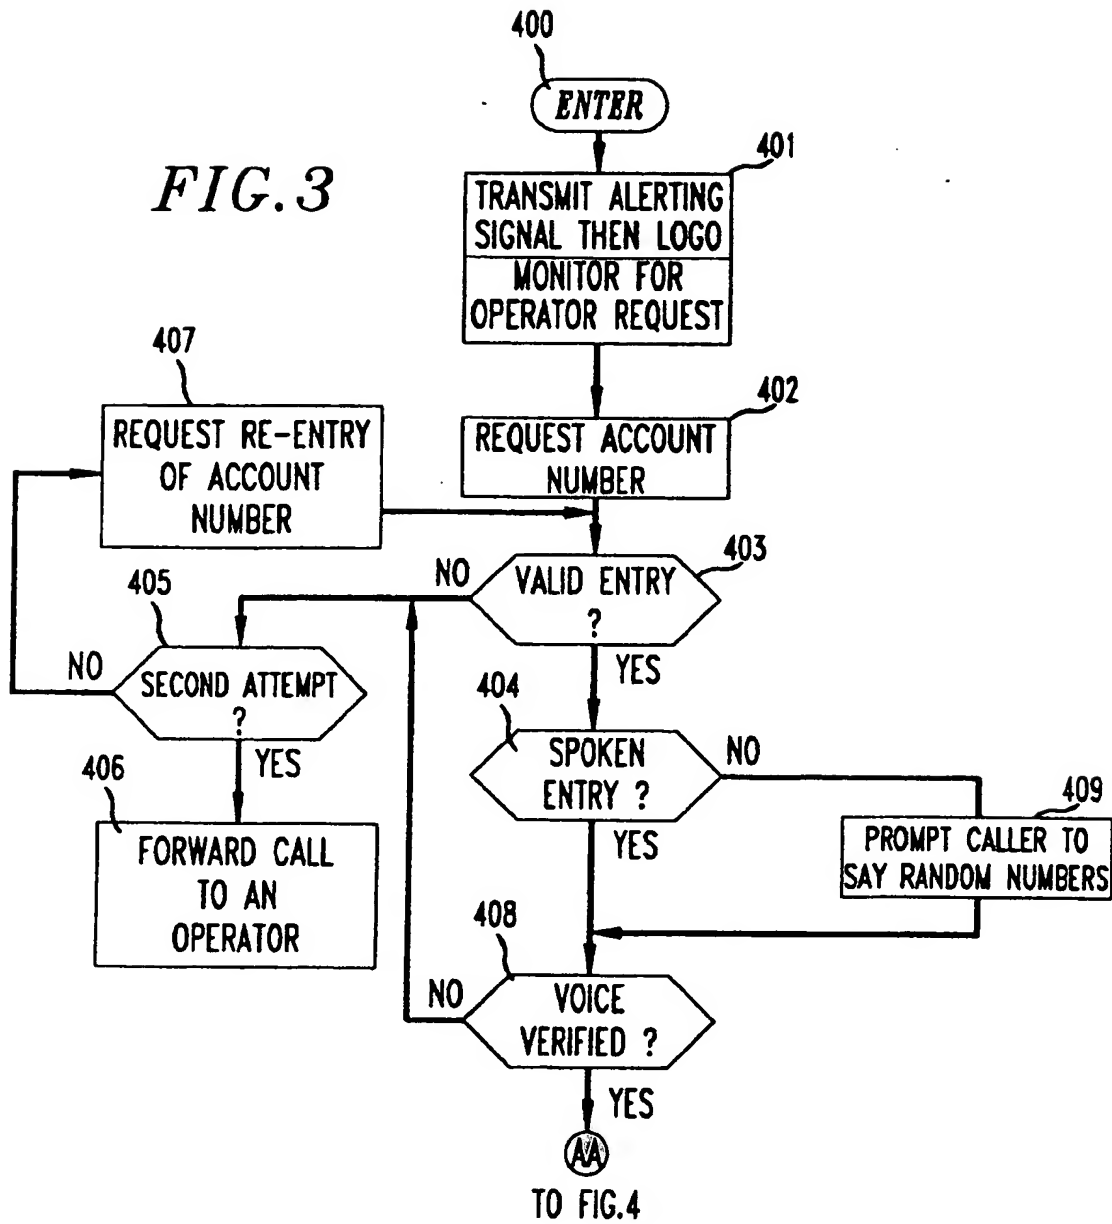 400
ENTER
FIG.3
401
TRANSMIT ALERTING
SIGNAL THEN LOGO
MONITOR FOR
OPERATOR REQUEST
407
REQUEST RE-ENTRY
OF ACCOUNT
NUMBER
402
REQUEST ACCOUNT
NUMBER
403
NO
VALID ENTRY
?
YES
405
NO
SECOND ATTEMPT
?
YES
404
SPOKEN
ENTRY ?
NO
YES
406
FORWARD CALL
TO AN
OPERATOR
409
PROMPT CALLER TO
SAY RANDOM NUMBERS
408
NO
VOICE
VERIFIED ?
YES
AA
TO FIG.4